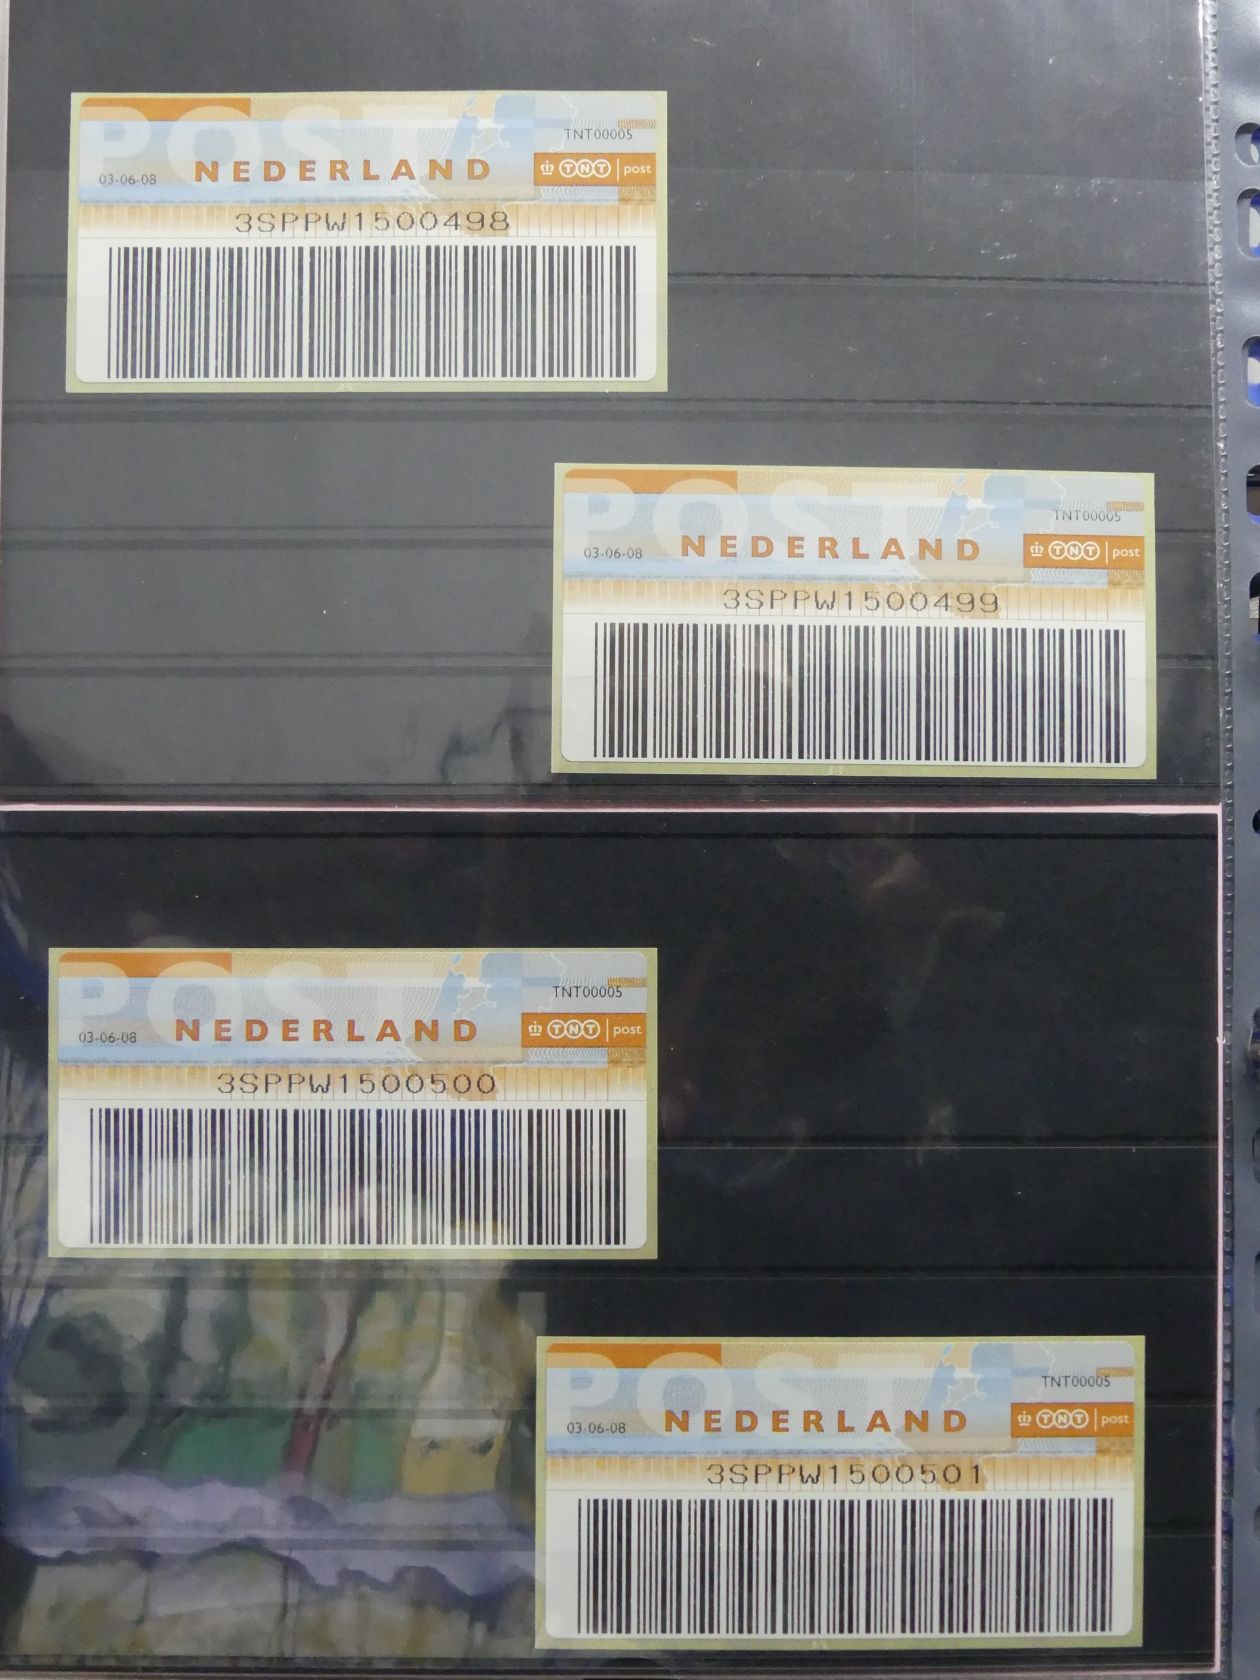 POST
TNT00005
03-06-08 NEDERLAND TNT post
3SPPW1500498
POST
TNT00005
03-06-08 NEDERLAND TNT post
3SPPW1500499
POST
TNT00005
03-06-08 NEDERLAND TNT post
3SPPW1500500
POST
TNT00005
03-06-08 NEDERLAND TNT post
3SPPW1500501